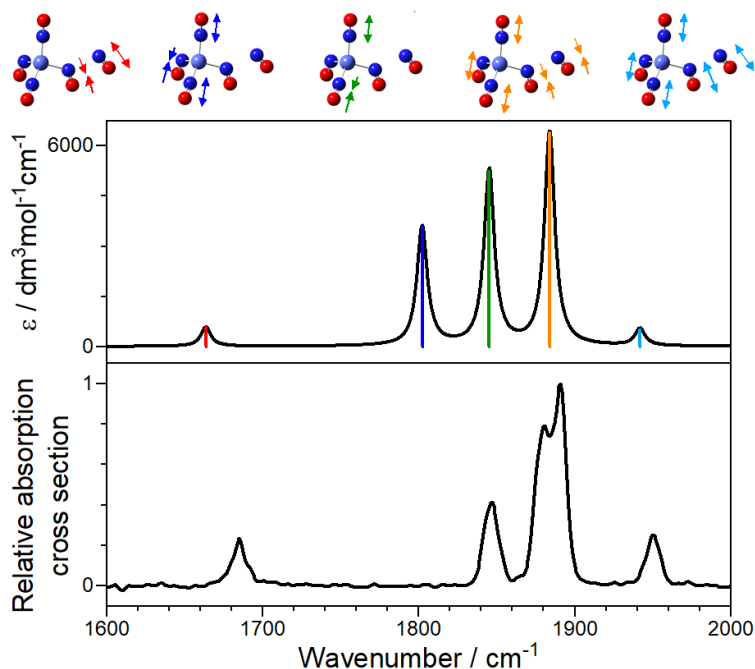 6000
0
ε / dm³mol⁻¹cm⁻¹
1
0
Relative absorption
cross section
1600
1700
1800
1900
2000
Wavenumber / cm⁻¹